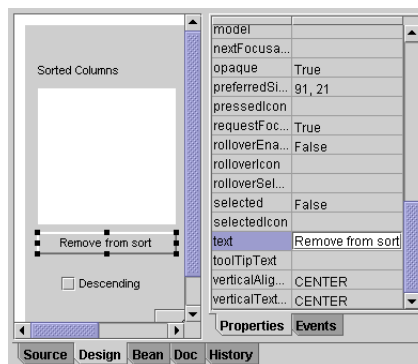 Sorted Columns
Remove from sort
Descending
model
nextFocusa...
opaque True
preferredSi... 91, 21
pressedIcon
requestFoc... True
rolloverEna... False
rolloverIcon
rolloverSel...
selected False
selectedIcon
text Remove from sort
toolTipText
verticalAlig... CENTER
verticalText... CENTER
Properties Events
Source Design Bean Doc History